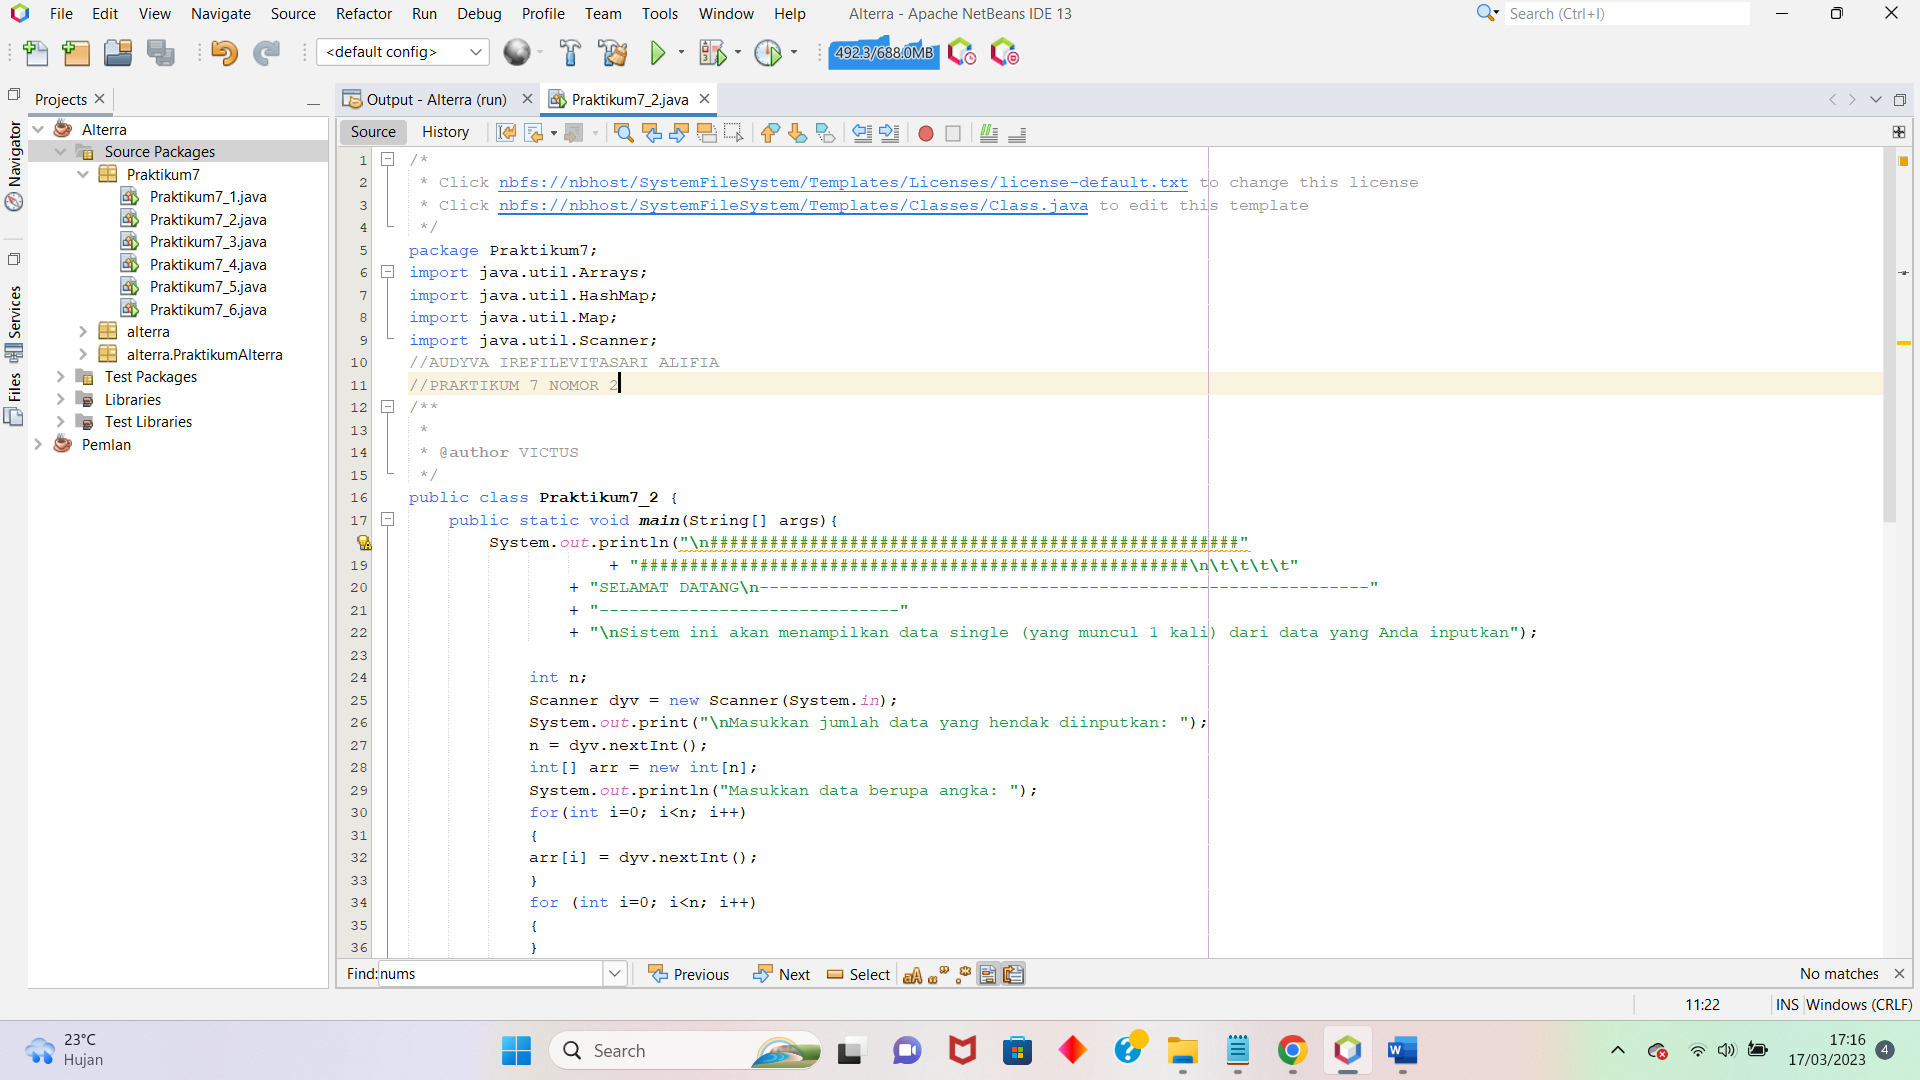 File Edit View Navigate Source Refactor Run Debug Profile Team Tools Window Help Alterra - Apache NetBeans IDE 13 Search (Ctrl+I)
<default config> 492.3/688.0MB
Projects
Output - Alterra (run) Praktikum7_2.java
Source History
Navigator
Services
Files
Alterra
Source Packages
Praktikum7
Praktikum7_1.java
Praktikum7_2.java
Praktikum7_3.java
Praktikum7_4.java
Praktikum7_5.java
Praktikum7_6.java
alterra
alterra.PraktikumAlterra
Test Packages
Libraries
Test Libraries
Pemlan
1 /*
2 * Click nbfs://nbhost/SystemFileSystem/Templates/Licenses/license-default.txt to change this license
3 * Click nbfs://nbhost/SystemFileSystem/Templates/Classes/Class.java to edit this template
4 */
5 package Praktikum7;
6 import java.util.Arrays;
7 import java.util.HashMap;
8 import java.util.Map;
9 import java.util.Scanner;
10 //AUDYVA IREFILEVITASARI ALIFIA
11 //PRAKTIKUM 7 NOMOR 2
12 /**
13 *
14 * @author VICTUS
15 */
16 public class Praktikum7_2 {
17 public static void main(String[] args){
System.out.println("\n#####################################################"
19 + "#######################################################\n\t\t\t\t"
20 + "SELAMAT DATANG\n-------------------------------------------------------------"
21 + "------------------------------"
22 + "\nSistem ini akan menampilkan data single (yang muncul 1 kali) dari data yang Anda inputkan");
23
24 int n;
25 Scanner dyv = new Scanner(System.in);
26 System.out.print("\nMasukkan jumlah data yang hendak diinputkan: ");
27 n = dyv.nextInt();
28 int[] arr = new int[n];
29 System.out.println("Masukkan data berupa angka: ");
30 for(int i=0; i<n; i++)
31 {
32 arr[i] = dyv.nextInt();
33 }
34 for (int i=0; i<n; i++)
35 {
36 }
Find: nums Previous Next Select No matches
11:22 INS Windows (CRLF)
23°C
Hujan
Search
17:16
17/03/2023
4